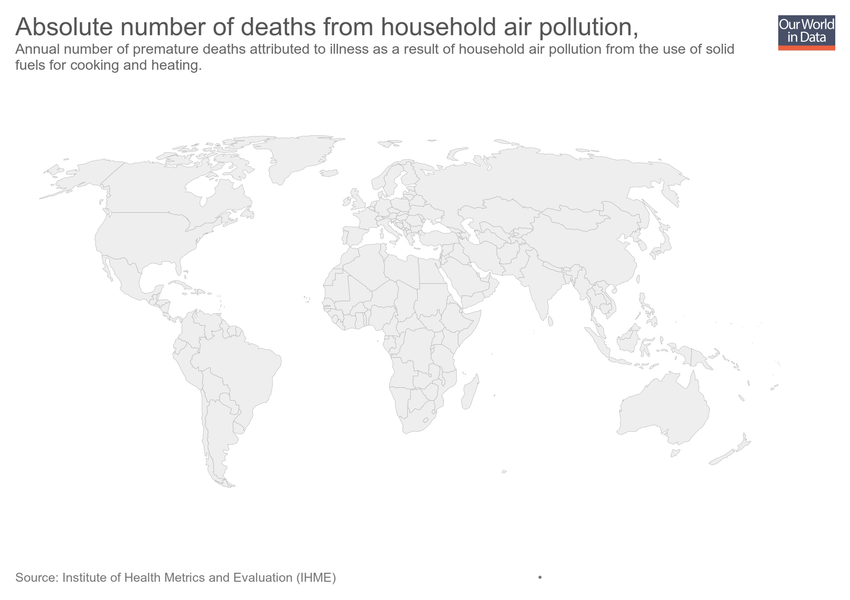 Absolute number of deaths from household air pollution,
Our World
in Data
Annual number of premature deaths attributed to illness as a result of household air pollution from the use of solid
fuels for cooking and heating.
Source: Institute of Health Metrics and Evaluation (IHME)
•